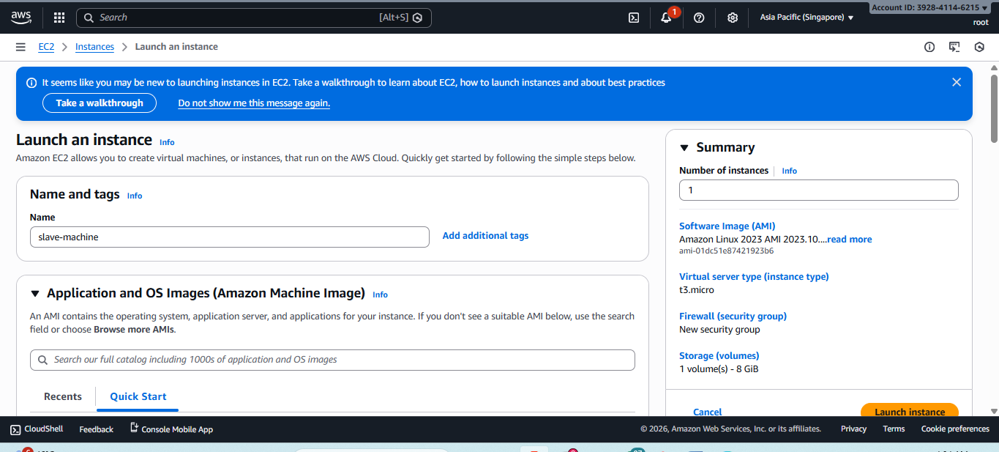 aws
Search [Alt+S]
1
Asia Pacific (Singapore)
Account ID: 3928-4114-6215
root
EC2 > Instances > Launch an instance
It seems like you may be new to launching instances in EC2. Take a walkthrough to learn about EC2, how to launch instances and about best practices
Take a walkthrough
Do not show me this message again.
Launch an instance Info
Amazon EC2 allows you to create virtual machines, or instances, that run on the AWS Cloud. Quickly get started by following the simple steps below.
Name and tags Info
Name
slave-machine
Add additional tags
Application and OS Images (Amazon Machine Image) Info
An AMI contains the operating system, application server, and applications for your instance. If you don't see a suitable AMI below, use the search
field or choose Browse more AMIs.
Search our full catalog including 1000s of application and OS images
Recents
Quick Start
Summary
Number of instances Info
1
Software Image (AMI)
Amazon Linux 2023 AMI 2023.10....read more
ami-01dc51e87421923b6
Virtual server type (instance type)
t3.micro
Firewall (security group)
New security group
Storage (volumes)
1 volume(s) - 8 GiB
Cancel
Launch instance
CloudShell
Feedback
Console Mobile App
© 2026, Amazon Web Services, Inc. or its affiliates.
Privacy
Terms
Cookie preferences